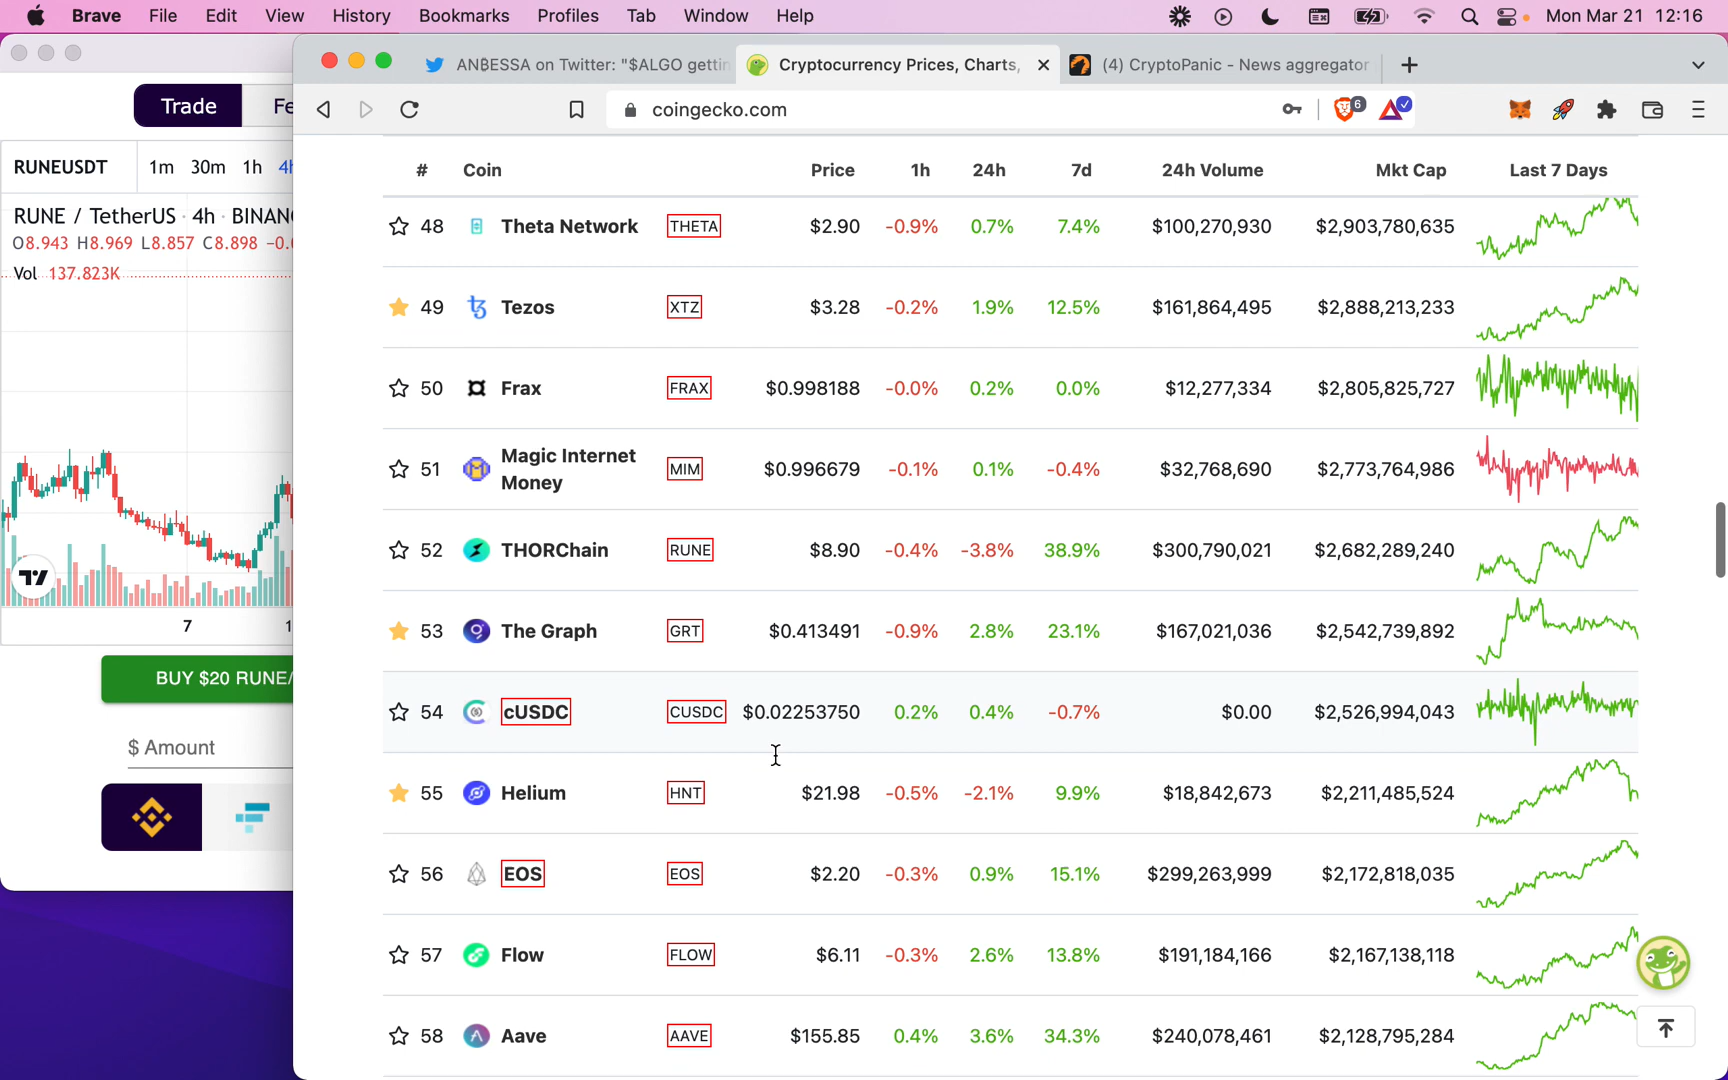 Brave File Edit View History Bookmarks Profiles Tab Window Help Mon Mar 21 12:16
ANɃESSA on Twitter: "$ALGO gettin
Cryptocurrency Prices, Charts,
(4) CryptoPanic - News aggregator
coingecko.com
6
Trade Fe
RUNEUSDT 1m 30m 1h 4h
RUNE / TetherUS · 4h · BINAN
O8.943 H8.969 L8.857 C8.898 −0.
Vol 137.823K
7 1
BUY $20 RUNE/
$ Amount
# Coin Price 1h 24h 7d 24h Volume Mkt Cap Last 7 Days
48 Theta Network THETA $2.90 -0.9% 0.7% 7.4% $100,270,930 $2,903,780,635
49 Tezos XTZ $3.28 -0.2% 1.9% 12.5% $161,864,495 $2,888,213,233
50 Frax FRAX $0.998188 -0.0% 0.2% 0.0% $12,277,334 $2,805,825,727
51 Magic Internet Money MIM $0.996679 -0.1% 0.1% -0.4% $32,768,690 $2,773,764,986
52 THORChain RUNE $8.90 -0.4% -3.8% 38.9% $300,790,021 $2,682,289,240
53 The Graph GRT $0.413491 -0.9% 2.8% 23.1% $167,021,036 $2,542,739,892
54 cUSDC CUSDC $0.02253750 0.2% 0.4% -0.7% $0.00 $2,526,994,043
55 Helium HNT $21.98 -0.5% -2.1% 9.9% $18,842,673 $2,211,485,524
56 EOS EOS $2.20 -0.3% 0.9% 15.1% $299,263,999 $2,172,818,035
57 Flow FLOW $6.11 -0.3% 2.6% 13.8% $191,184,166 $2,167,138,118
58 Aave AAVE $155.85 0.4% 3.6% 34.3% $240,078,461 $2,128,795,284